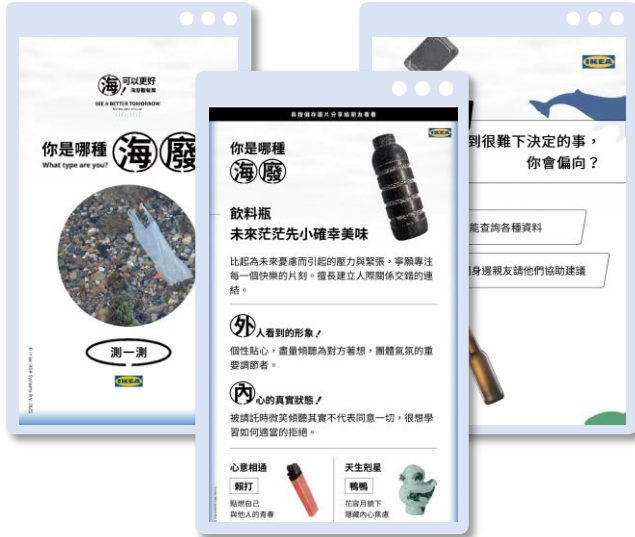 海可以更好
海廢觀展展
SEE A BETTER TOMORROW
你是哪種海廢
What type are you?
測一測
IKEA
長按儲存圖片分享給朋友看看
IKEA
你是哪種
海廢
飲料瓶
未來茫茫先小確幸美味
比起為未來憂慮而引起的壓力與緊張，寧願專注
每一個快樂的片刻。擅長建立人際關係交錯的連
結。
外人看到的形象！
個性貼心，盡量傾聽為對方著想，團體氣氛的重
要調節者。
內心的真實狀態！
被請託時微笑傾聽其實不代表同意一切，很想學
習如何適當的拒絕。
心意相通
賴打
點燃自己
與他人的青春
天生剋星
鴨鴨
花容月貌下
隱藏內心焦慮
IKEA
到很難下決定的事，
你會偏向？
能查詢各種資料
身邊親友請他們協助建議